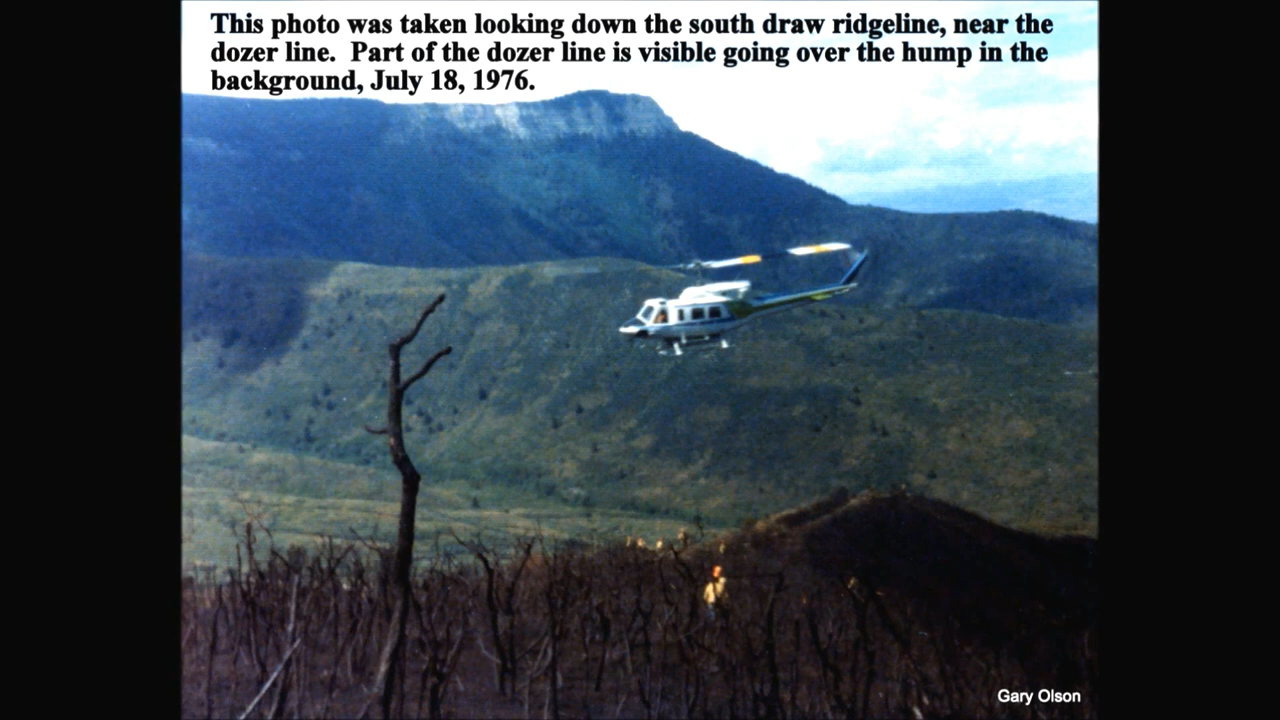 This photo was taken looking down the south draw ridgeline, near the
dozer line.  Part of the dozer line is visible going over the hump in the
background, July 18, 1976.
Gary Olson